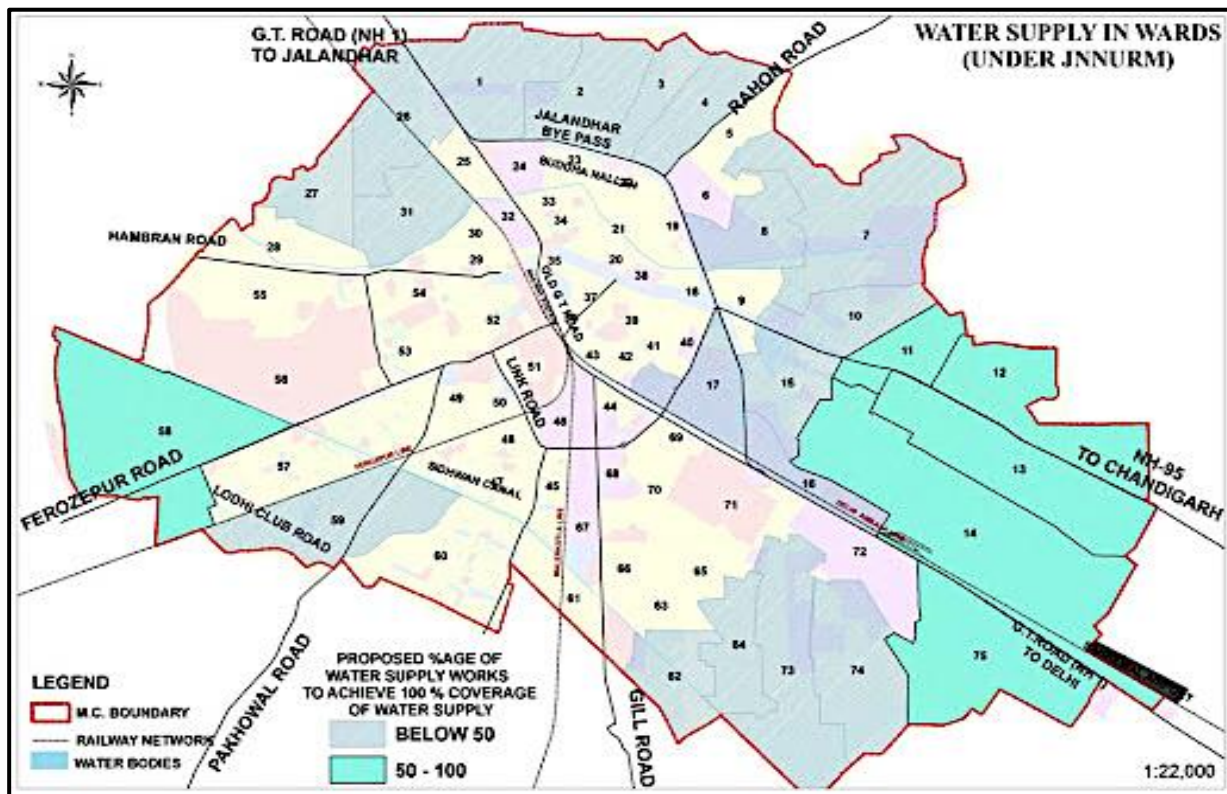 WATER SUPPLY IN WARDS
(UNDER JNNURM)
G.T. ROAD (NH 1)
TO JALANDHAR
RAHON ROAD
1
2
3
4
JALANDHAR
BYE PASS
5
26
25
24
23
BUDDHA NALLAH
27
31
32
33
34
6
7
8
19
21
HAMBRAN ROAD
28
30
29
35
20
38
18
9
10
55
54
52
OLD G.T. ROAD
37
39
53
43
42
41
40
11
12
56
51
LINK ROAD
17
15
58
49
50
44
NH-95
TO CHANDIGARH
13
57
FEROZEPUR LINE
48
46
69
FEROZEPUR ROAD
LODHI CLUB ROAD
SIDHWAN CANAL
47
45
68
70
71
16
14
59
67
72
60
66
65
61
63
64
62
73
74
75
G.T.ROAD (NH 1)
TO DELHI
PAKHOWAL ROAD
GILL ROAD
LEGEND
M.C. BOUNDARY
RAILWAY NETWORK
WATER BODIES
PROPOSED %AGE OF
WATER SUPPLY WORKS
TO ACHIEVE 100 % COVERAGE
OF WATER SUPPLY
BELOW 50
50 - 100
1:22,000